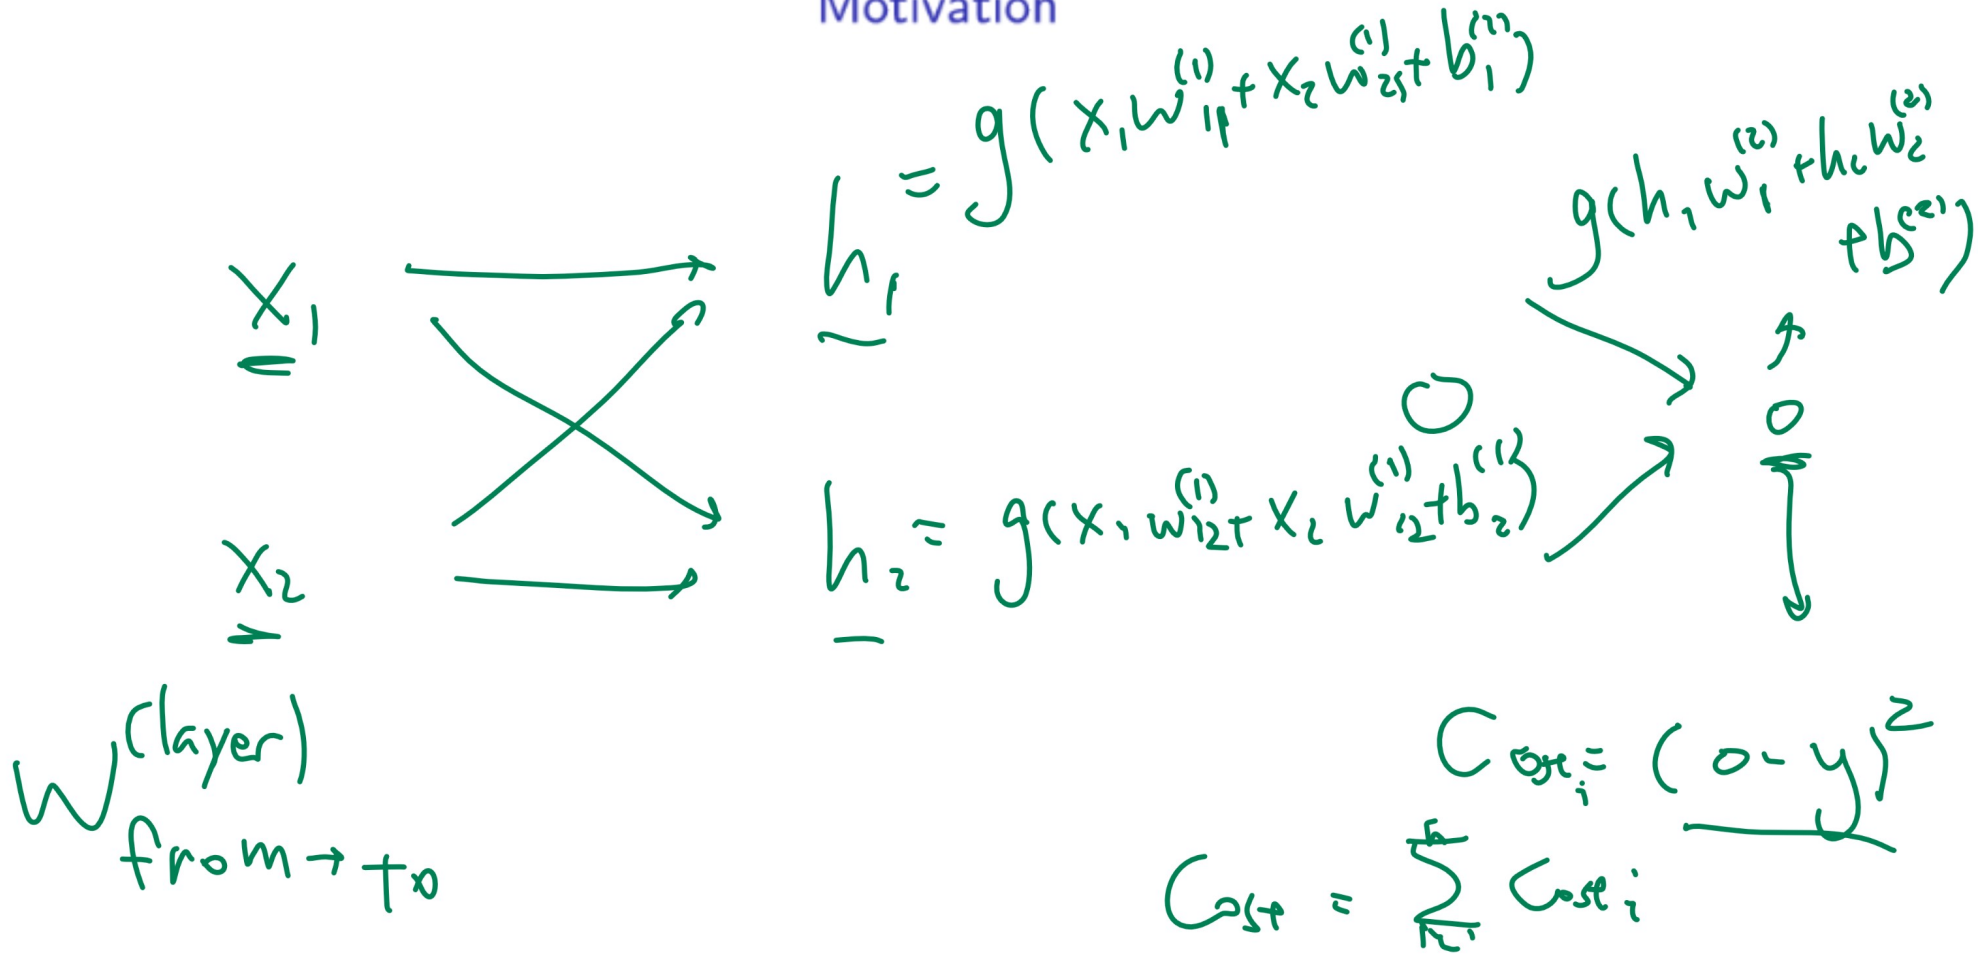 Motivation
h₁ = g(x₁w₁₁⁽¹⁾ + x₂w₂₁⁽¹⁾ + b₁⁽¹⁾)
g(h₁w₁⁽²⁾ + h₂w₂⁽²⁾
+ b⁽²⁾)
x₁
o
x₂
h₂ = g(x₁w₁₂⁽¹⁾ + x₂w₂₂⁽¹⁾ + b₂⁽¹⁾)
w⁽layer⁾
from → to
Costᵢ = (o - y)²
Cost = ∑ᵢ₌₁ⁿ Costᵢ